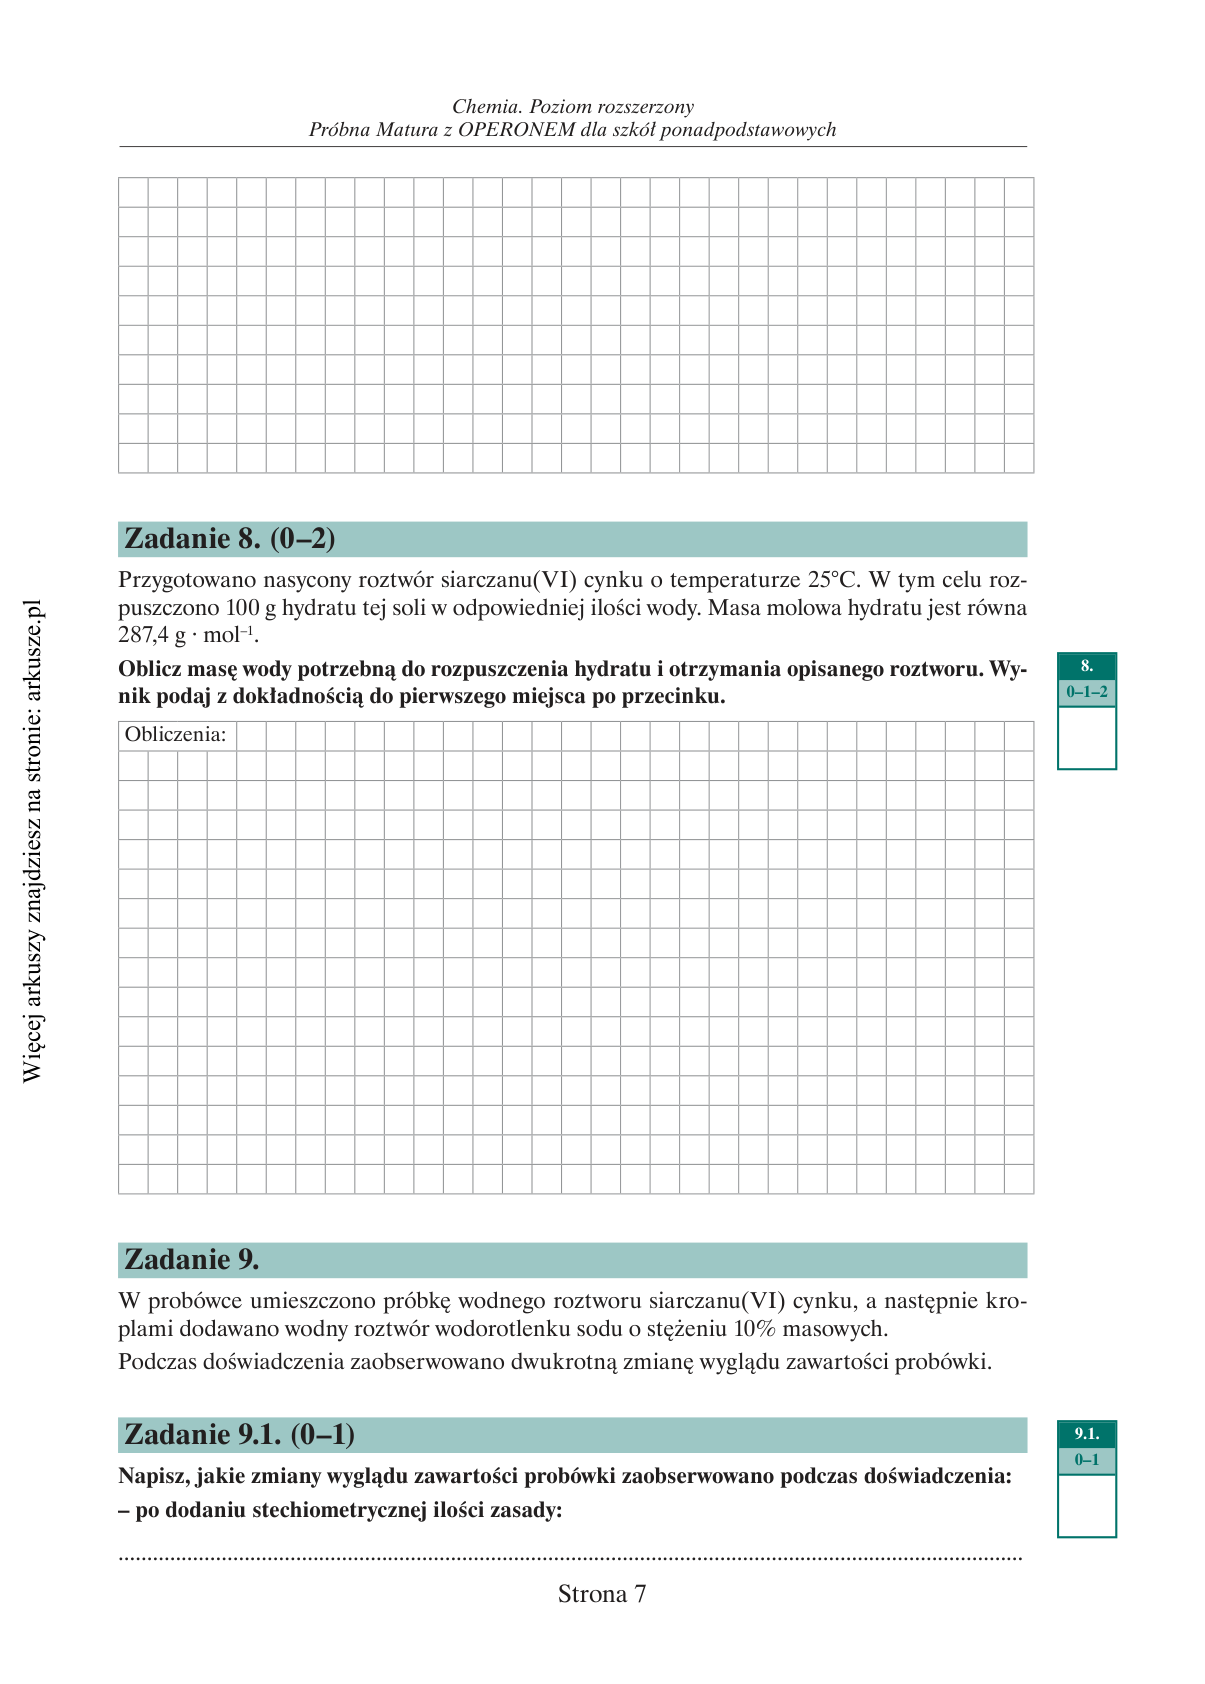 Chemia. Poziom rozszerzony
Próbna Matura z OPERONEM dla szkół ponadpodstawowych
Zadanie 8. (0–2)
Przygotowano nasycony roztwór siarczanu(VI) cynku o temperaturze 25°C. W tym celu roz-
puszczono 100 g hydratu tej soli w odpowiedniej ilości wody. Masa molowa hydratu jest równa
287,4 g · mol⁻¹.
Oblicz masę wody potrzebną do rozpuszczenia hydratu i otrzymania opisanego roztworu. Wy-
nik podaj z dokładnością do pierwszego miejsca po przecinku.
8.
0–1–2
Obliczenia:
Więcej arkuszy znajdziesz na stronie: arkusze.pl
Zadanie 9.
W probówce umieszczono próbkę wodnego roztworu siarczanu(VI) cynku, a następnie kro-
plami dodawano wodny roztwór wodorotlenku sodu o stężeniu 10% masowych.
Podczas doświadczenia zaobserwowano dwukrotną zmianę wyglądu zawartości probówki.
Zadanie 9.1. (0–1)
9.1.
0–1
Napisz, jakie zmiany wyglądu zawartości probówki zaobserwowano podczas doświadczenia:
– po dodaniu stechiometrycznej ilości zasady:
Strona 7